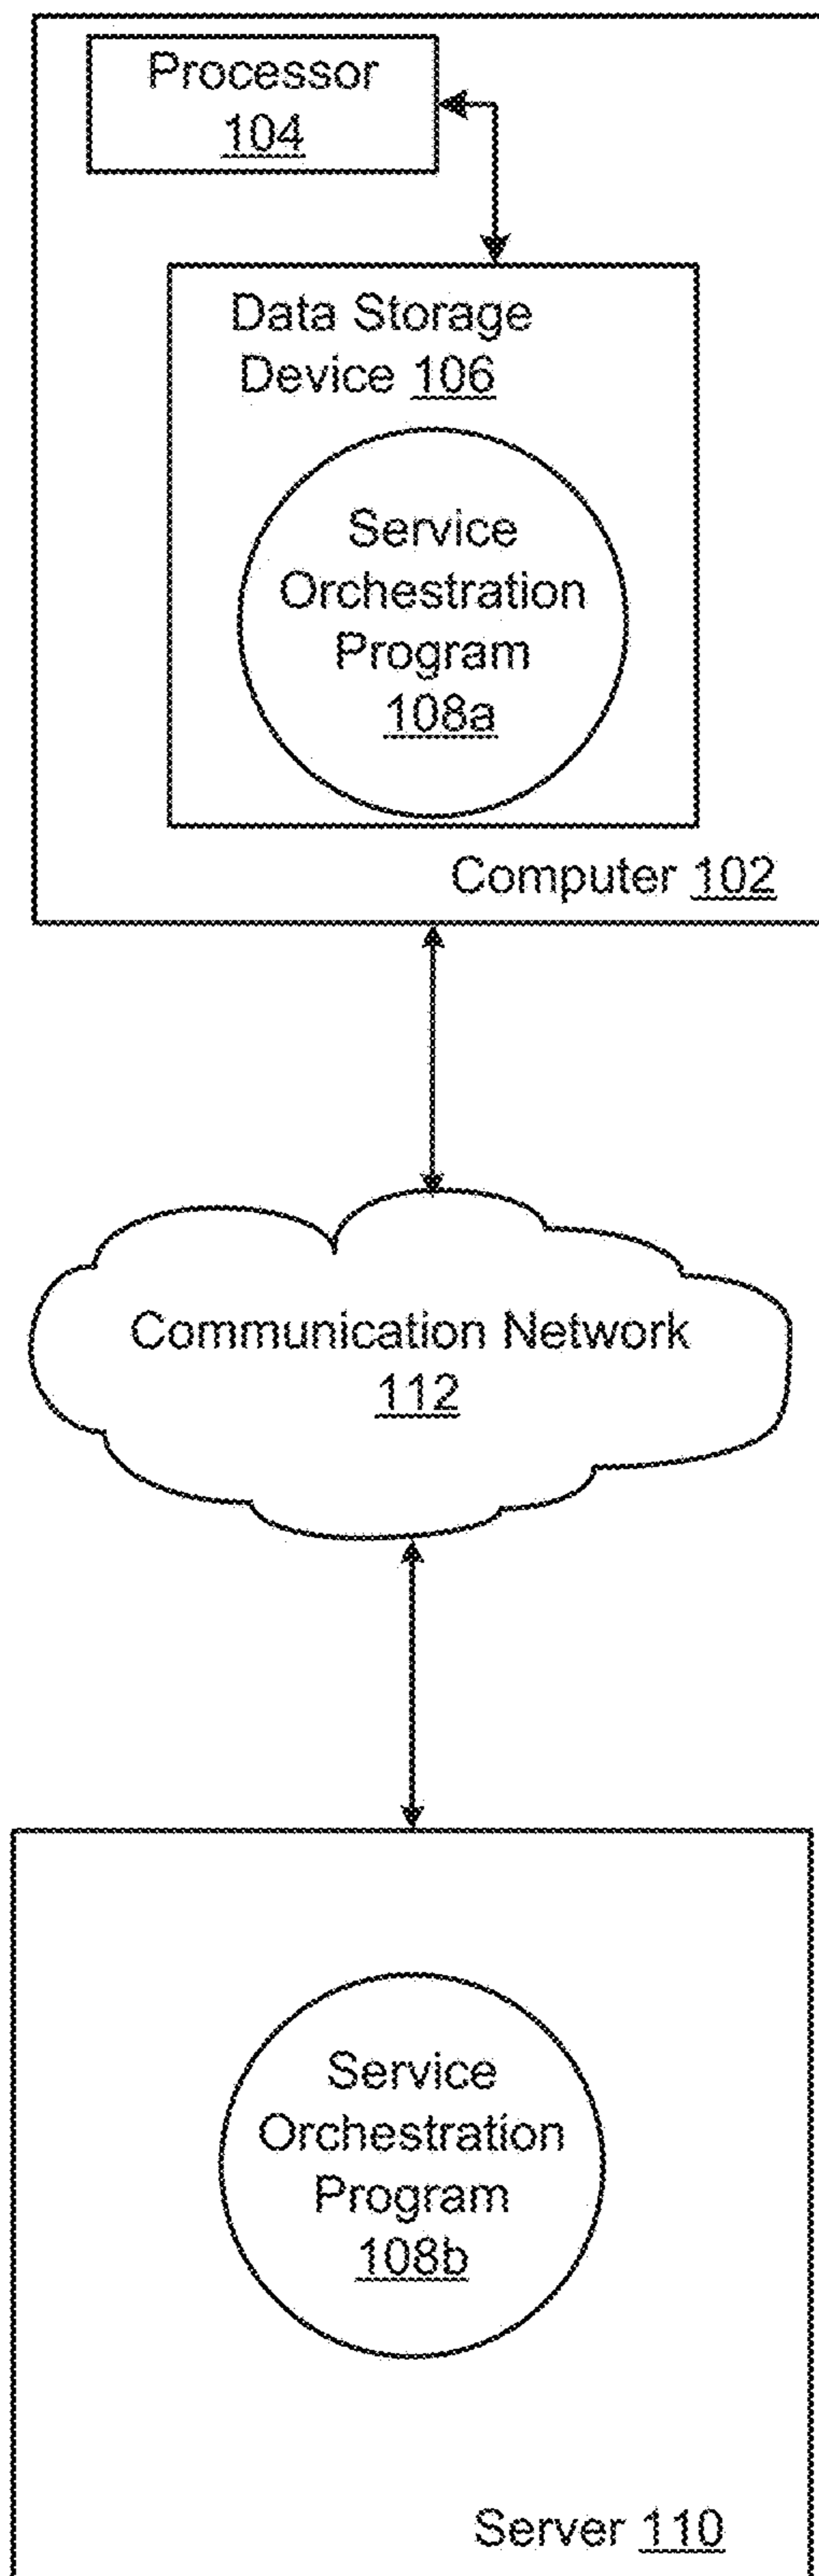 Processor
104
Data Storage
Device 106
Service
Orchestration
Program
108a
Computer 102
Communication Network
112
Service
Orchestration
Program
108b
Server 110